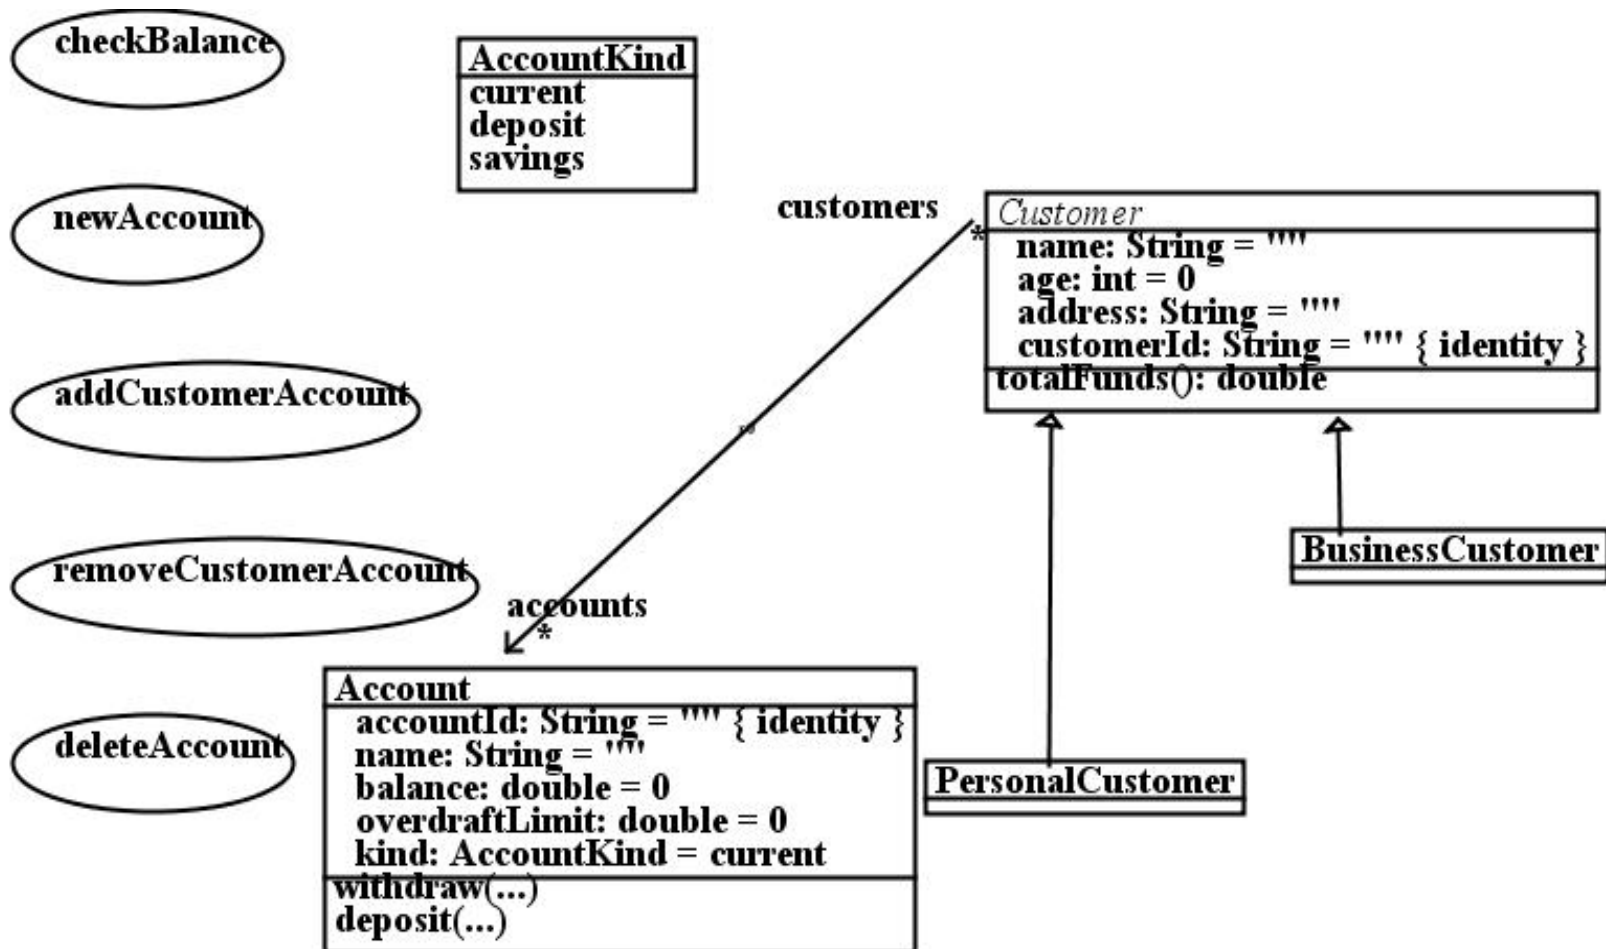 checkBalance
newAccount
addCustomerAccount
removeCustomerAccount
deleteAccount
AccountKind
current
deposit
savings
customers
*
Customer
name: String = ""
age: int = 0
address: String = ""
customerId: String = "" { identity }
totalFunds(): double
BusinessCustomer
PersonalCustomer
accounts
*
Account
accountId: String = "" { identity }
name: String = ""
balance: double = 0
overdraftLimit: double = 0
kind: AccountKind = current
withdraw(...)
deposit(...)